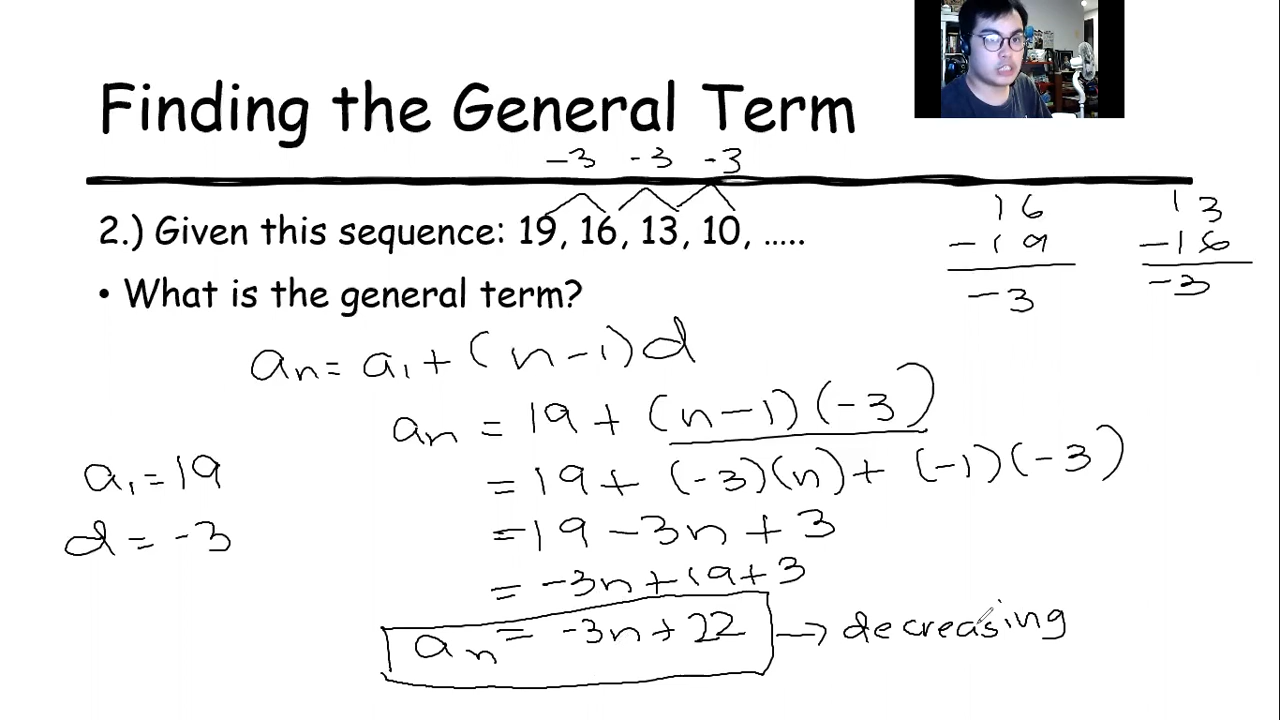 Finding the General Term
-3 -3 -3
2.) Given this sequence: 19, 16, 13, 10, .....
16
-19
-3
13
-16
-3
• What is the general term?
an = a1 + (n-1)d
an = 19 + (n-1)(-3)
= 19 + (-3)(n) + (-1)(-3)
= 19 - 3n + 3
= -3n + 19 + 3
an = -3n + 22 → decreasing
a1 = 19
d = -3